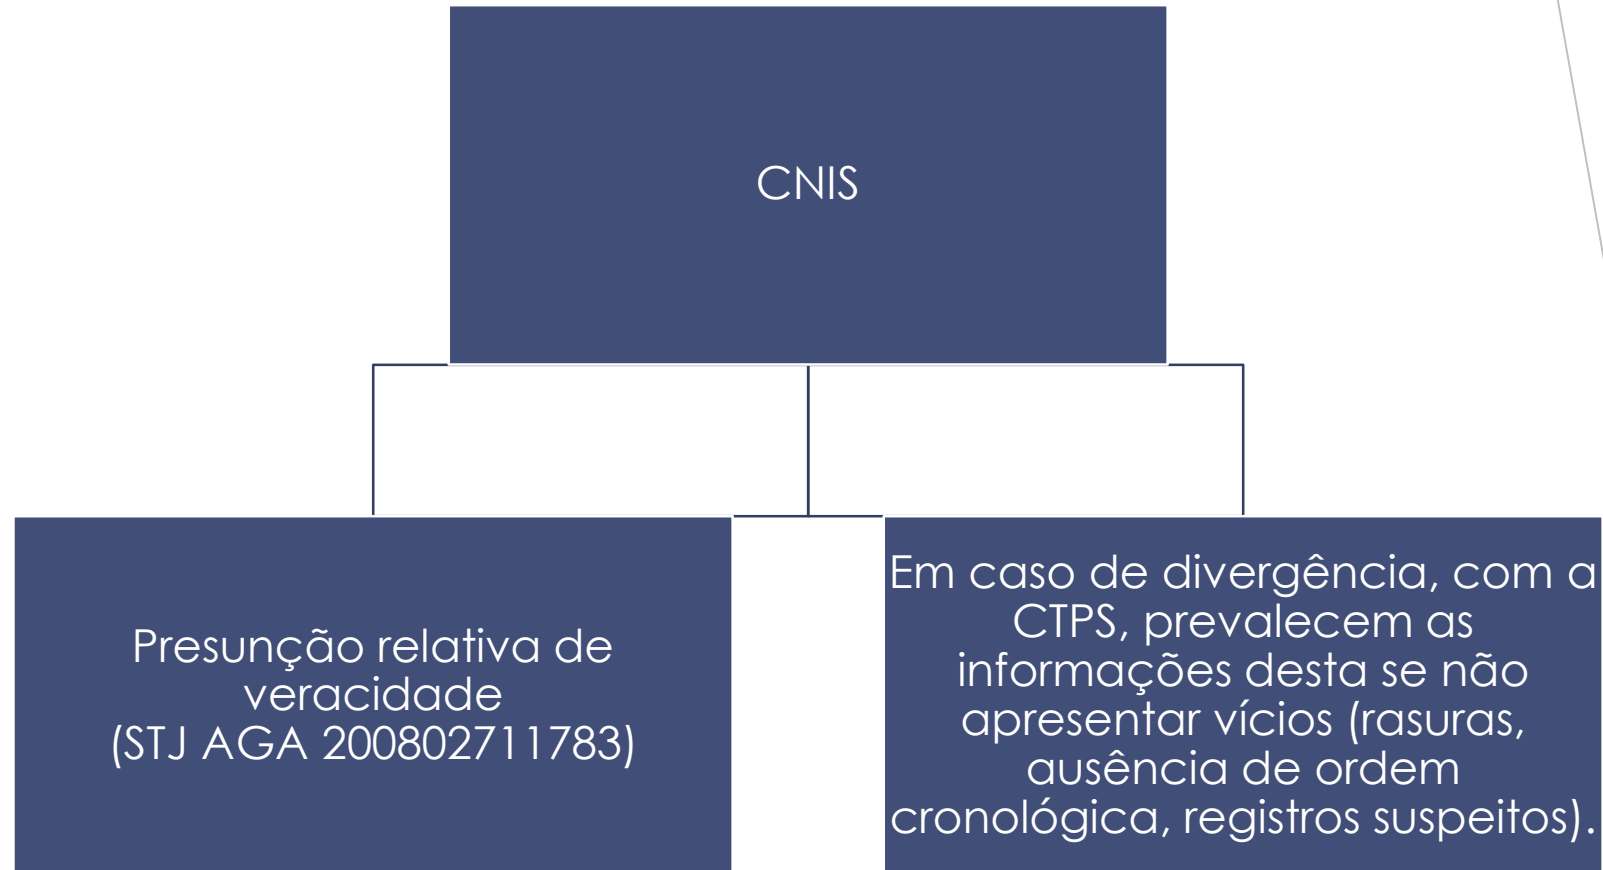 CNIS
Presunção relativa de
veracidade
(STJ AGA 200802711783)
Em caso de divergência, com a
CTPS, prevalecem as
informações desta se não
apresentar vícios (rasuras,
ausência de ordem
cronológica, registros suspeitos).